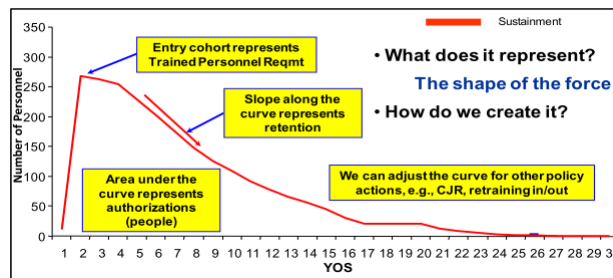 Sustainment
350
300
250
200
150
100
50
0
Number of Personnel
Entry cohort represents
Trained Personnel Reqmt
• What does it represent?
The shape of the force
• How do we create it?
Slope along the
curve represents
retention
Area under the
curve represents
authorizations
(people)
We can adjust the curve for other policy
actions, e.g., CJR, retraining in/out
1 2 3 4 5 6 7 8 9 10 11 12 13 14 15 16 17 18 19 20 21 22 23 24 25 26 27 28 29 3
YOS